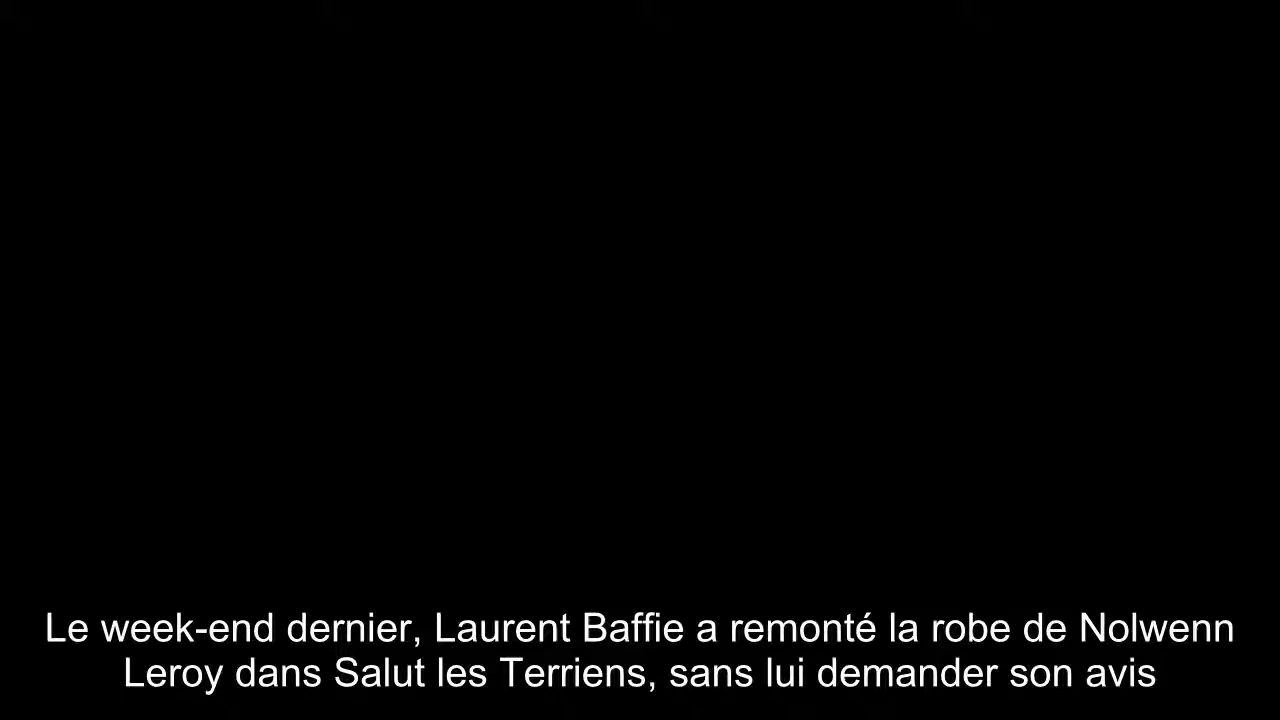 Le week-end dernier, Laurent Baffie a remonté la robe de Nolwenn
Leroy dans Salut les Terriens, sans lui demander son avis